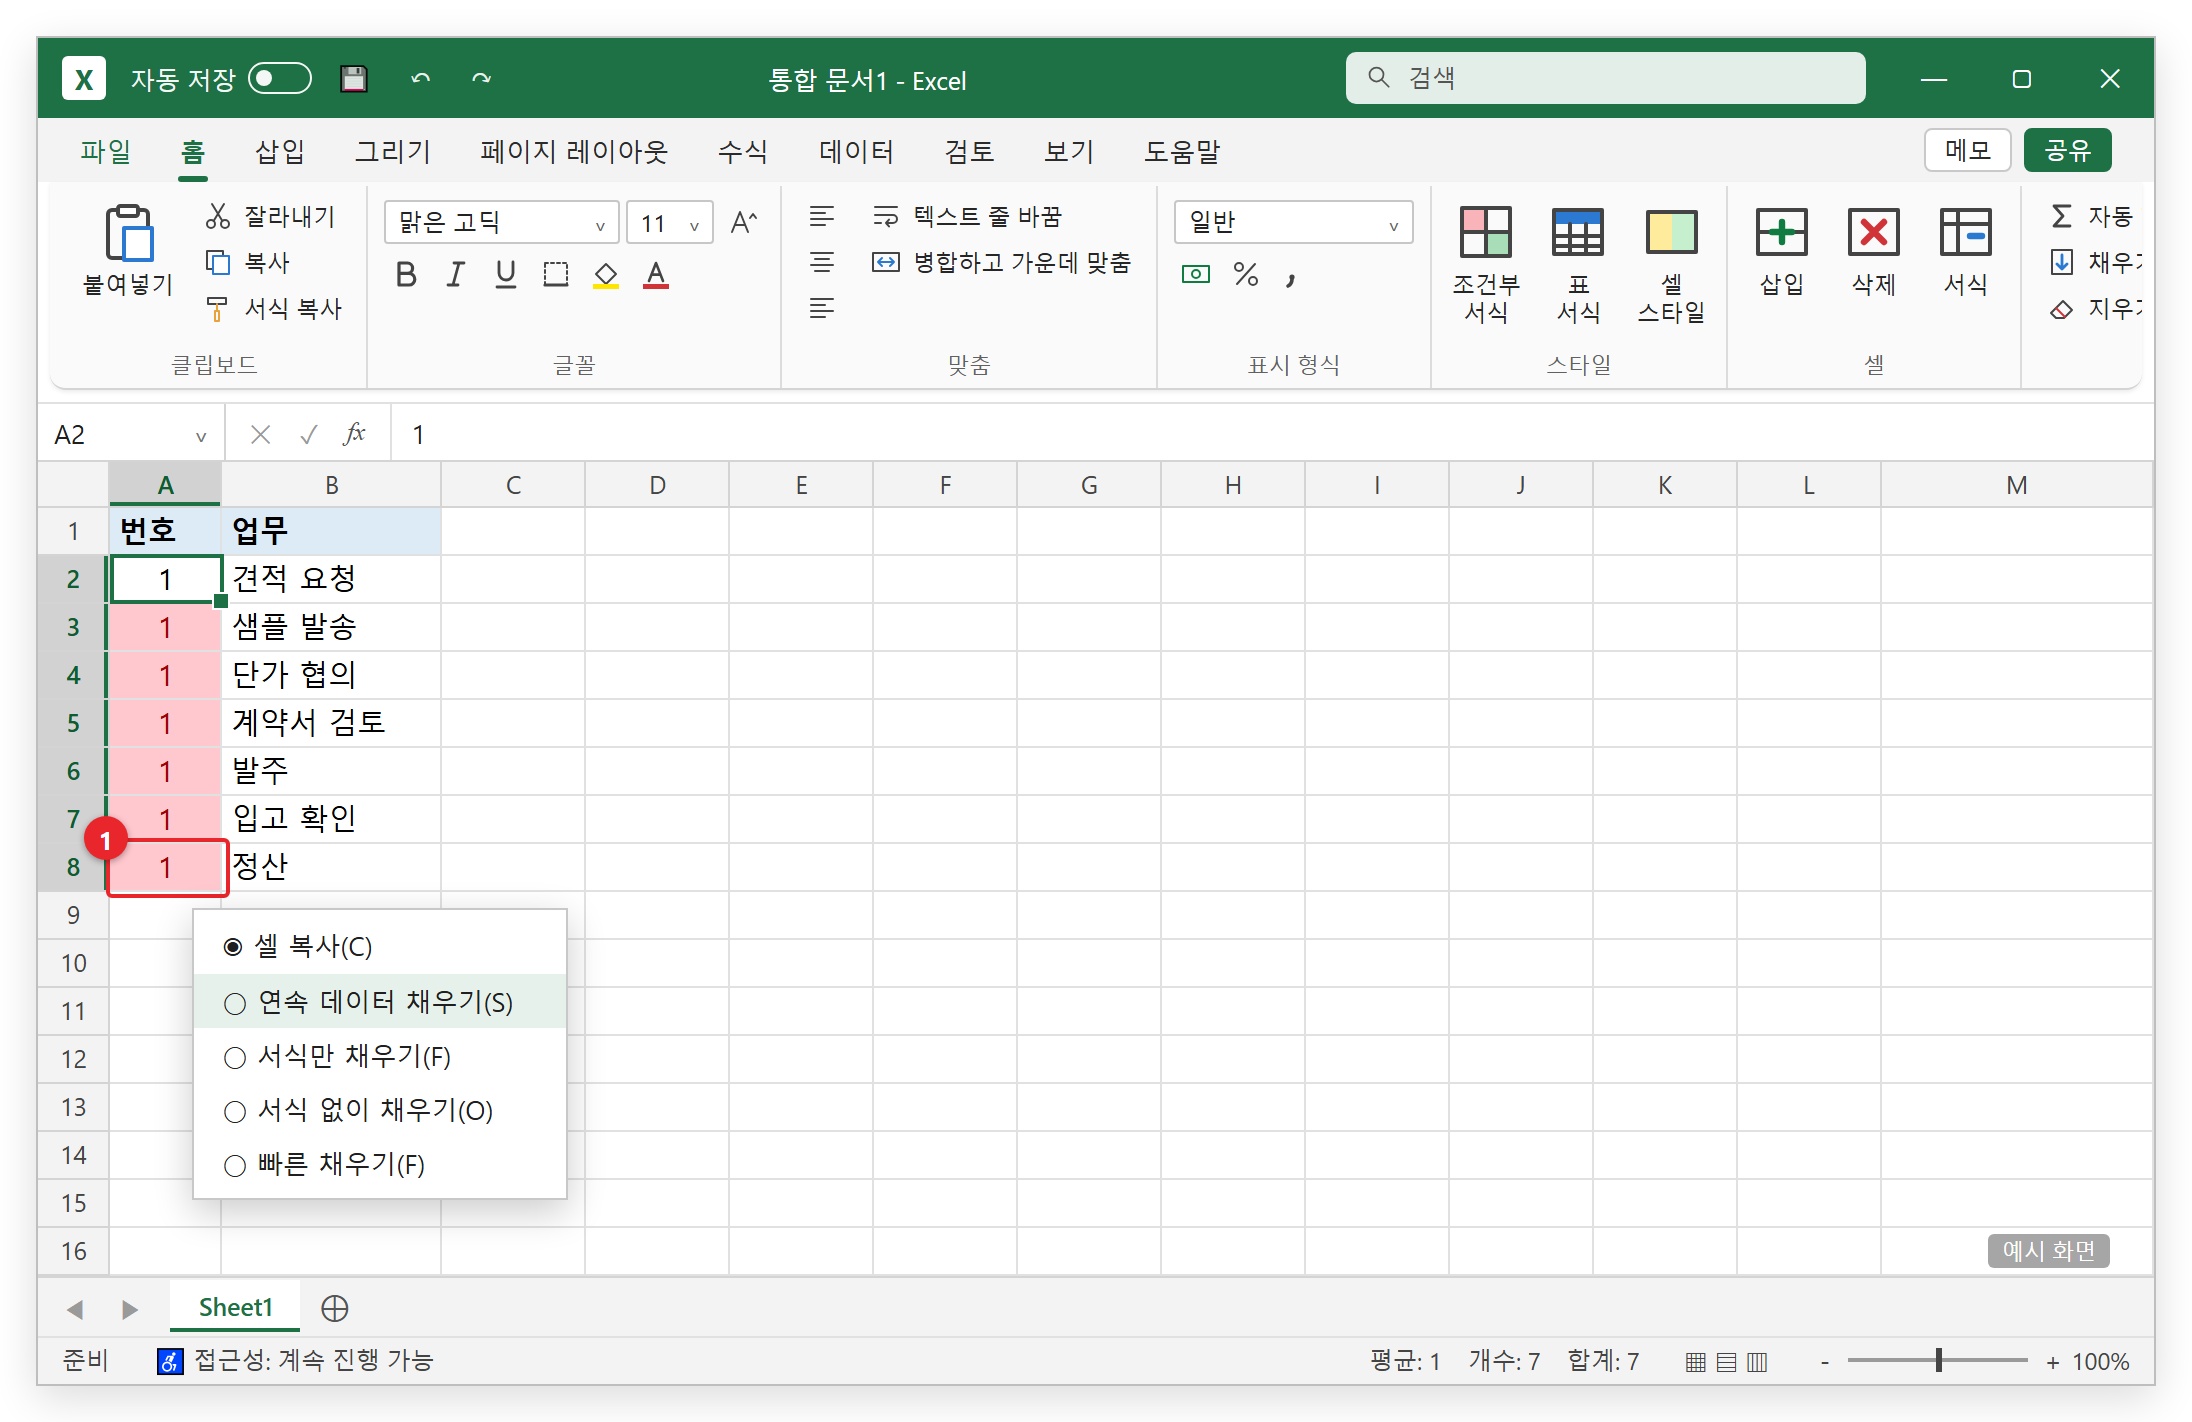 X 자동 저장 통합 문서1 - Excel 검색
파일 홈 삽입 그리기 페이지 레이아웃 수식 데이터 검토 보기 도움말 메모 공유
붙여넣기
잘라내기
복사
서식 복사
클립보드
맑은 고딕 11 A^
B I U A
글꼴
텍스트 줄 바꿈
병합하고 가운데 맞춤
맞춤
일반
% ,
표시 형식
조건부
서식
표
서식
셀
스타일
스타일
삽입 삭제 서식
셀
Σ 자동
채우기
지우기
A2 fx 1
A B C D E F G H I J K L M
1 번호 업무
2 1 견적 요청
3 1 샘플 발송
4 1 단가 협의
5 1 계약서 검토
6 1 발주
7 1 입고 확인
1
8 1 정산
9
셀 복사(C)
10
연속 데이터 채우기(S)
11
서식만 채우기(F)
12
서식 없이 채우기(O)
13
빠른 채우기(F)
14
15
16 예시 화면
Sheet1
준비 접근성: 계속 진행 가능 평균: 1 개수: 7 합계: 7 - + 100%